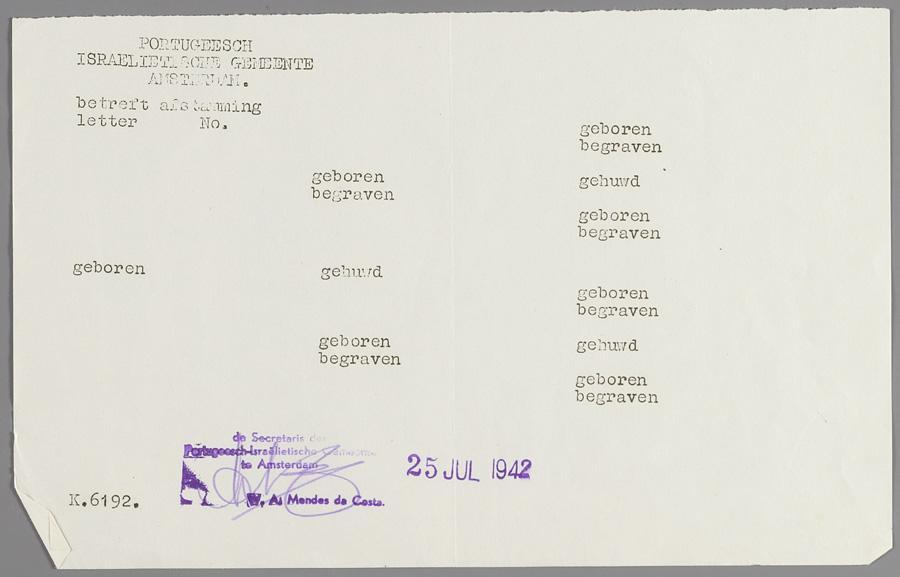 PORTUGEESCH
ISRAELIETISCHE GEMEENTE
AMSTERDAM.
betreft afstamming
letter No.
geboren
begraven
geboren
begraven
gehuwd
geboren
begraven
geboren
gehuwd
geboren
begraven
geboren
begraven
gehuwd
geboren
begraven
de Secretaris der
Portugeesch-Israëlietische Gemeente
te Amsterdam
25 JUL 1942
K.6192.
Mendes da Costa.